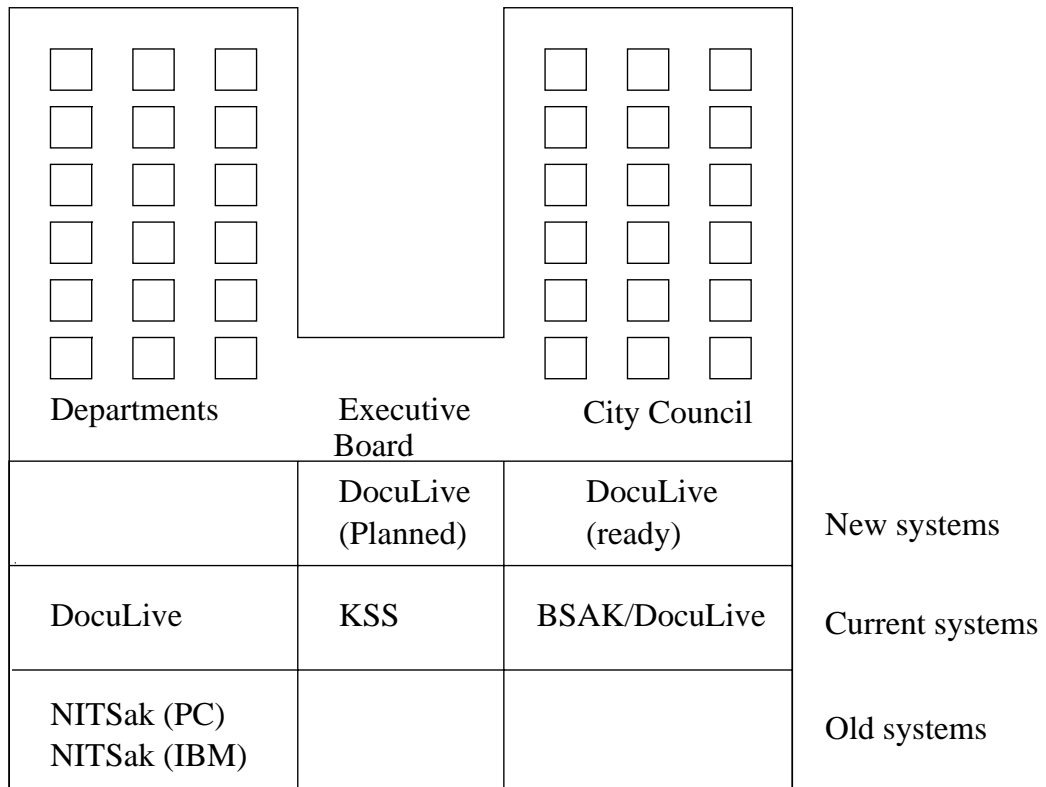 Departments
Executive
Board
City Council
DocuLive
(Planned)
DocuLive
(ready)
New systems
DocuLive
KSS
BSAK/DocuLive
Current systems
NITSak (PC)
NITSak (IBM)
Old systems